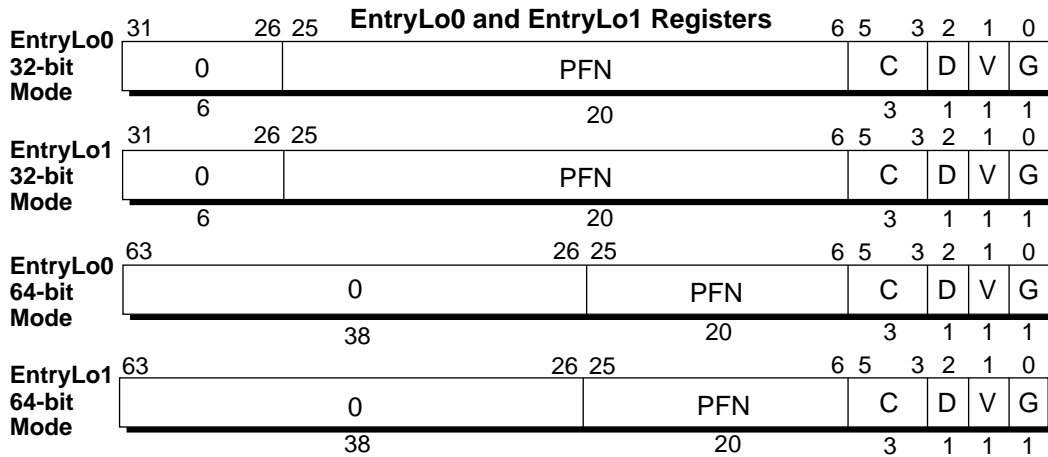 EntryLo0 and EntryLo1 Registers
31 26 25 6 5 3 2 1 0
EntryLo0
32-bit
Mode
0 PFN C D V G
6 20 3 1 1 1
31 26 25 6 5 3 2 1 0
EntryLo1
32-bit
Mode
0 PFN C D V G
6 20 3 1 1 1
63 26 25 6 5 3 2 1 0
EntryLo0
64-bit
Mode
0 PFN C D V G
38 20 3 1 1 1
63 26 25 6 5 3 2 1 0
EntryLo1
64-bit
Mode
0 PFN C D V G
38 20 3 1 1 1